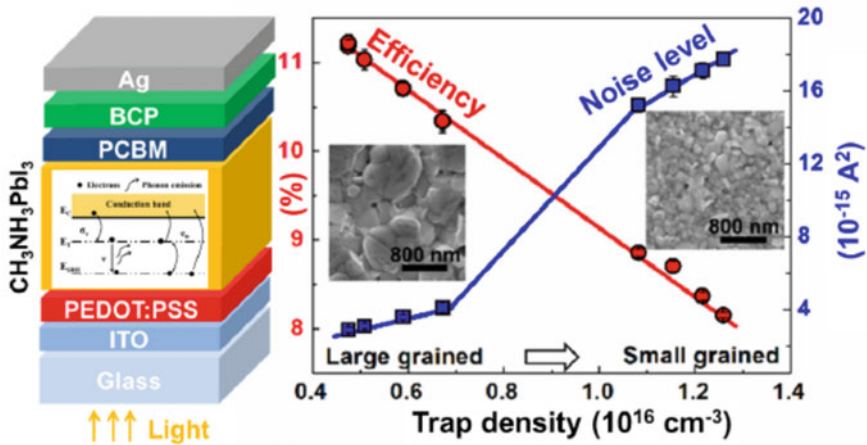 Ag
BCP
PCBM
CH₃NH₃PbI₃
Electrons Phonon emission
Conduction band
PEDOT:PSS
ITO
Glass
Light
11
10
9
8
(%)
Efficiency
Noise level
800 nm
800 nm
Large grained
Small grained
20
16
12
8
4
(10⁻¹⁵ A²)
0.4 0.6 0.8 1.0 1.2 1.4
Trap density (10¹⁶ cm⁻³)